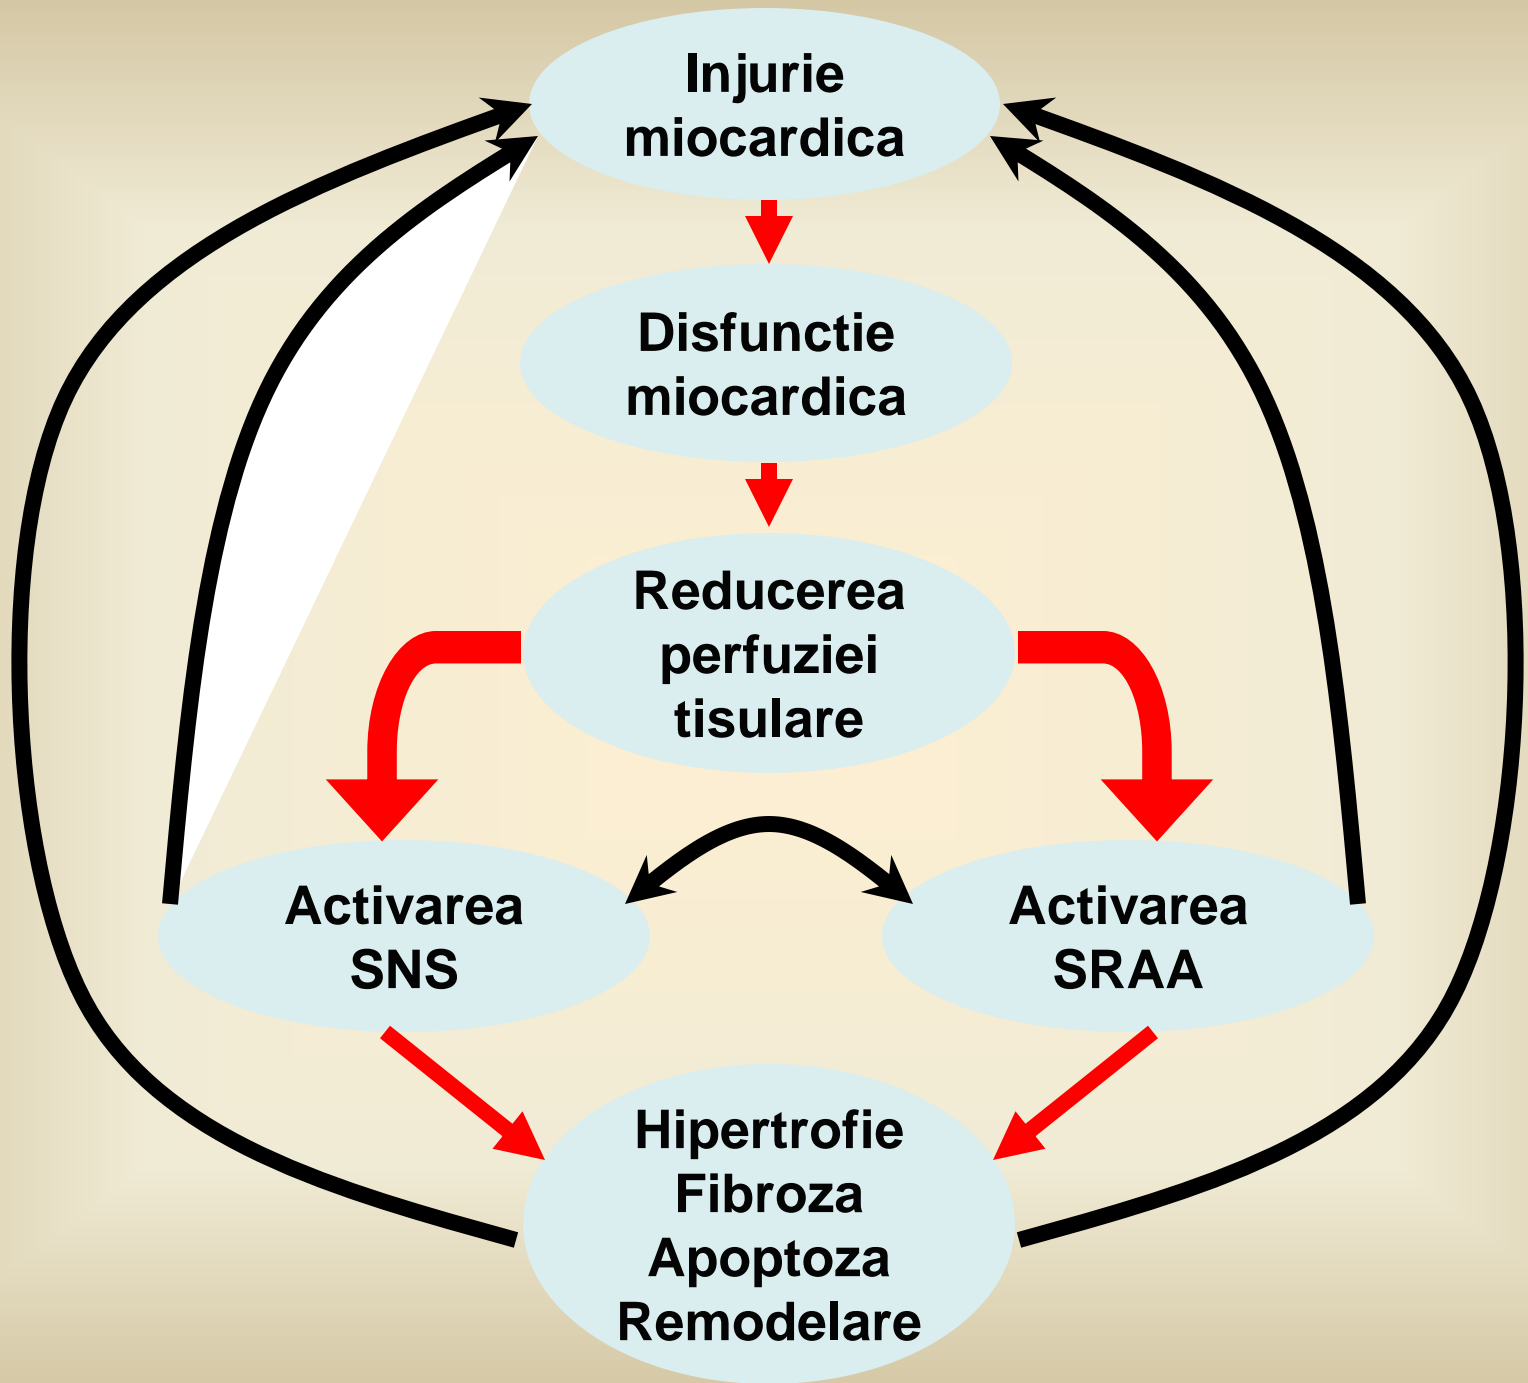 Injurie
miocardica
Disfunctie
miocardica
Reducerea
perfuziei
tisulare
Activarea
SNS
Activarea
SRAA
Hipertrofie
Fibroza
Apoptoza
Remodelare